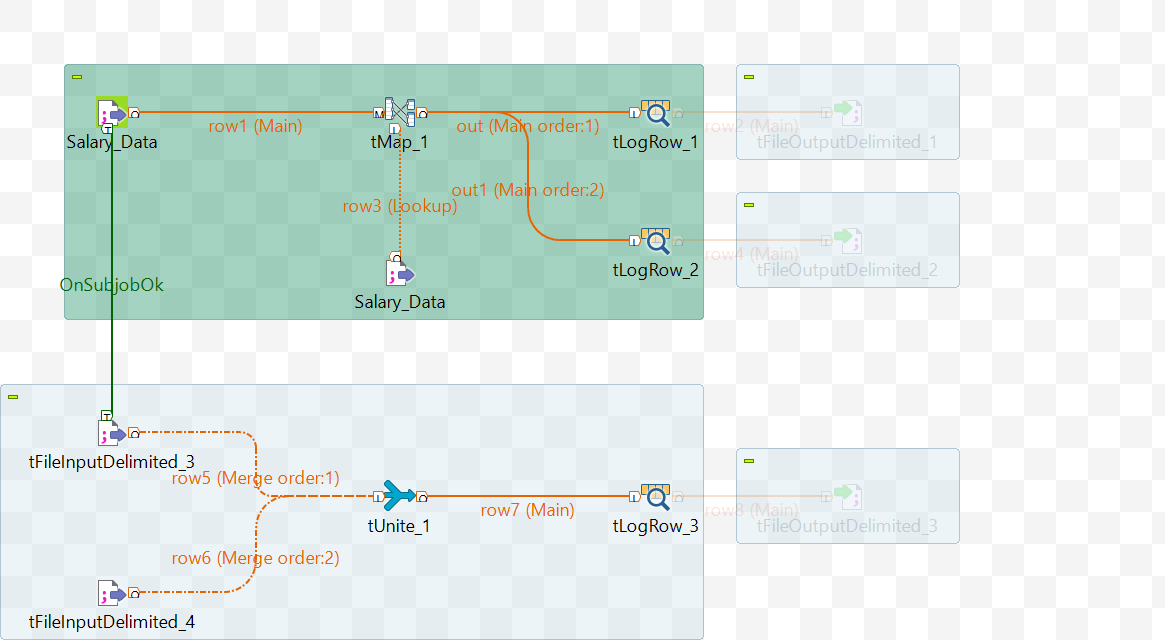 Salary_Data
row1 (Main)
tMap_1
out (Main order:1)
tLogRow_1
row2 (Main)
tFileOutputDelimited_1
out1 (Main order:2)
row3 (Lookup)
tLogRow_2
row4 (Main)
tFileOutputDelimited_2
OnSubjobOk
Salary_Data
tFileInputDelimited_3
row5 (Merge order:1)
tUnite_1
row7 (Main)
tLogRow_3
row8 (Main)
tFileOutputDelimited_3
row6 (Merge order:2)
tFileInputDelimited_4